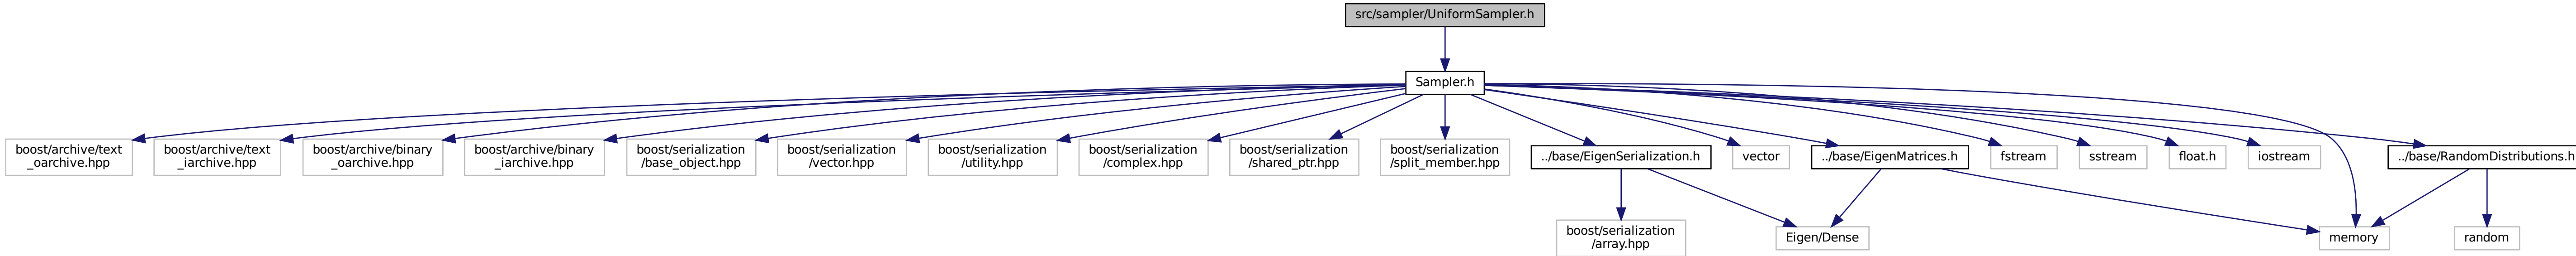 src/sampler/UniformSampler.h
Sampler.h
boost/archive/text
_oarchive.hpp
boost/archive/text
_iarchive.hpp
boost/archive/binary
_oarchive.hpp
boost/archive/binary
_iarchive.hpp
boost/serialization
/base_object.hpp
boost/serialization
/vector.hpp
boost/serialization
/utility.hpp
boost/serialization
/complex.hpp
boost/serialization
/shared_ptr.hpp
boost/serialization
/split_member.hpp
../base/EigenSerialization.h
vector
../base/EigenMatrices.h
fstream
sstream
float.h
iostream
../base/RandomDistributions.h
boost/serialization
/array.hpp
Eigen/Dense
memory
random